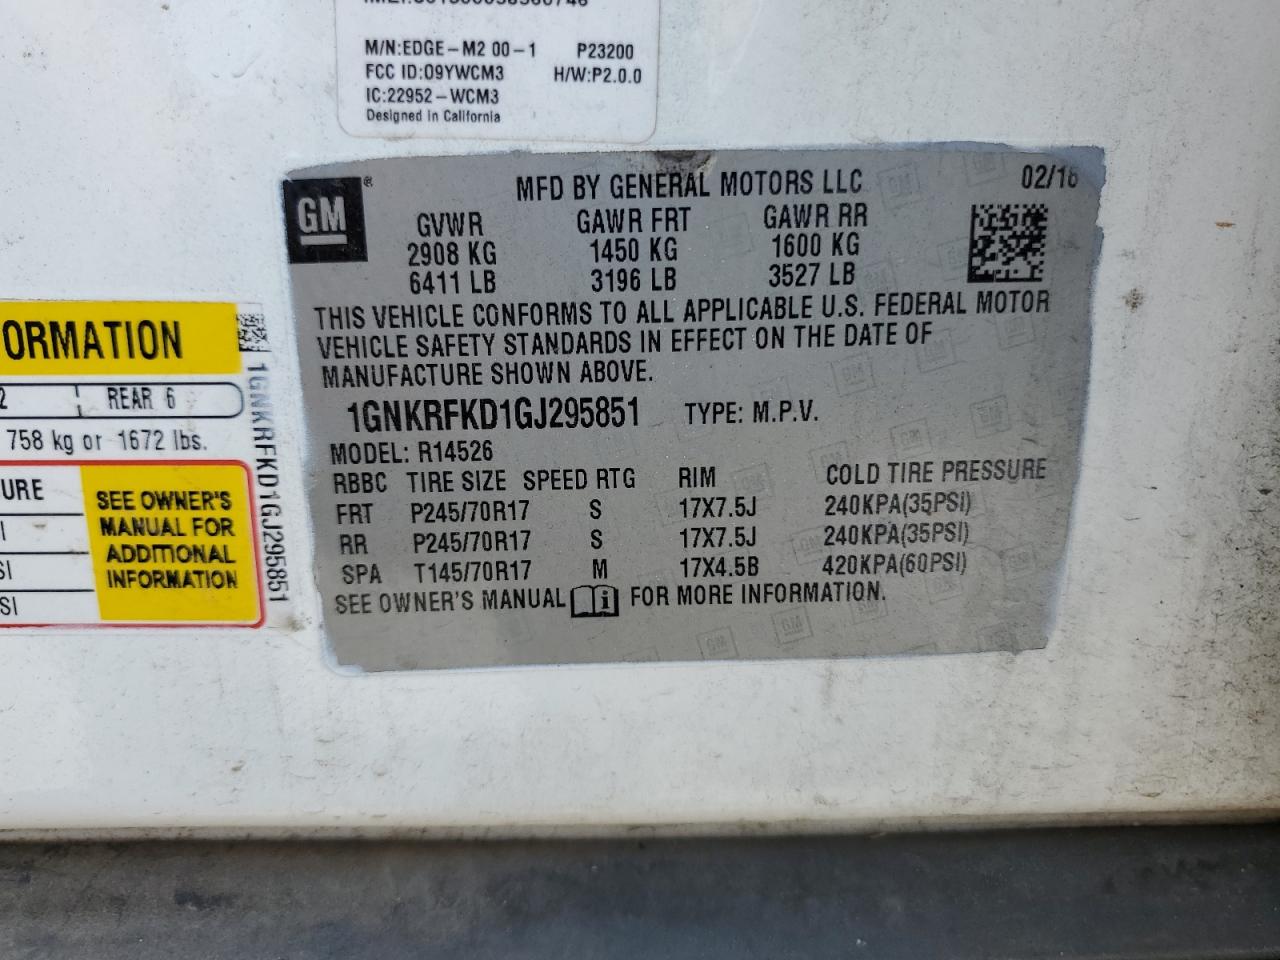 M/N:EDGE-M2 00-1 P23200
FCC ID:09YWCM3 H/W:P2.0.0
IC:22952-WCM3
Designed in California
GM®
MFD BY GENERAL MOTORS LLC 02/16
GVWR GAWR FRT GAWR RR
2908 KG 1450 KG 1600 KG
6411 LB 3196 LB 3527 LB
THIS VEHICLE CONFORMS TO ALL APPLICABLE U.S. FEDERAL MOTOR
VEHICLE SAFETY STANDARDS IN EFFECT ON THE DATE OF
MANUFACTURE SHOWN ABOVE.
1GNKRFKD1GJ295851 TYPE: M.P.V.
MODEL: R14526
RBBC TIRE SIZE SPEED RTG RIM COLD TIRE PRESSURE
FRT P245/70R17 S 17X7.5J 240KPA(35PSI)
RR P245/70R17 S 17X7.5J 240KPA(35PSI)
SPA T145/70R17 M 17X4.5B 420KPA(60PSI)
SEE OWNER'S MANUAL i FOR MORE INFORMATION.
ORMATION
2 REAR 6
758 kg or 1672 lbs.
URE
I
SI
SI
SEE OWNER'S
MANUAL FOR
ADDITIONAL
INFORMATION
1GNKRFKD1GJ295851